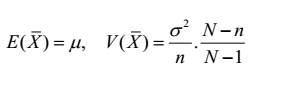 E(X̄) = μ, V(X̄) = σ²/n · N−n/N−1